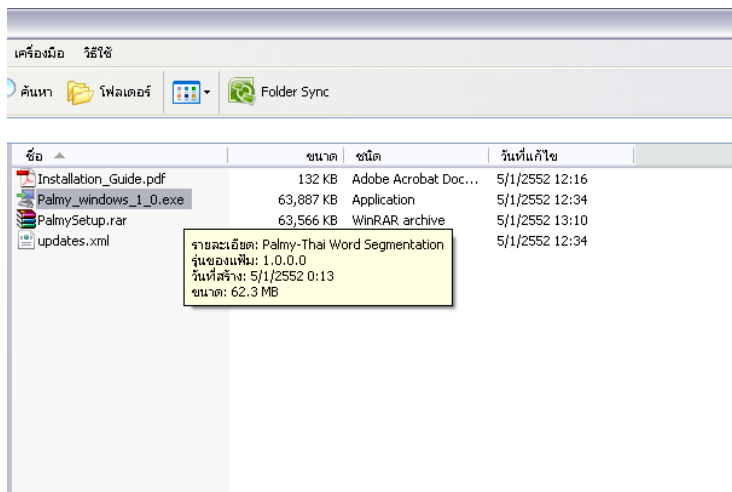 เครื่องมือ วิธีใช้
ค้นหา โฟลเดอร์ Folder Sync
ชื่อ ขนาด ชนิด วันที่แก้ไข
Installation_Guide.pdf 132 KB Adobe Acrobat Doc... 5/1/2552 12:16
Palmy_windows_1_0.exe 63,887 KB Application 5/1/2552 12:34
PalmySetup.rar 63,566 KB WinRAR archive 5/1/2552 13:10
updates.xml 5/1/2552 12:34
รายละเอียด: Palmy-Thai Word Segmentation
รุ่นของแฟ้ม: 1.0.0.0
วันที่สร้าง: 5/1/2552 0:13
ขนาด: 62.3 MB